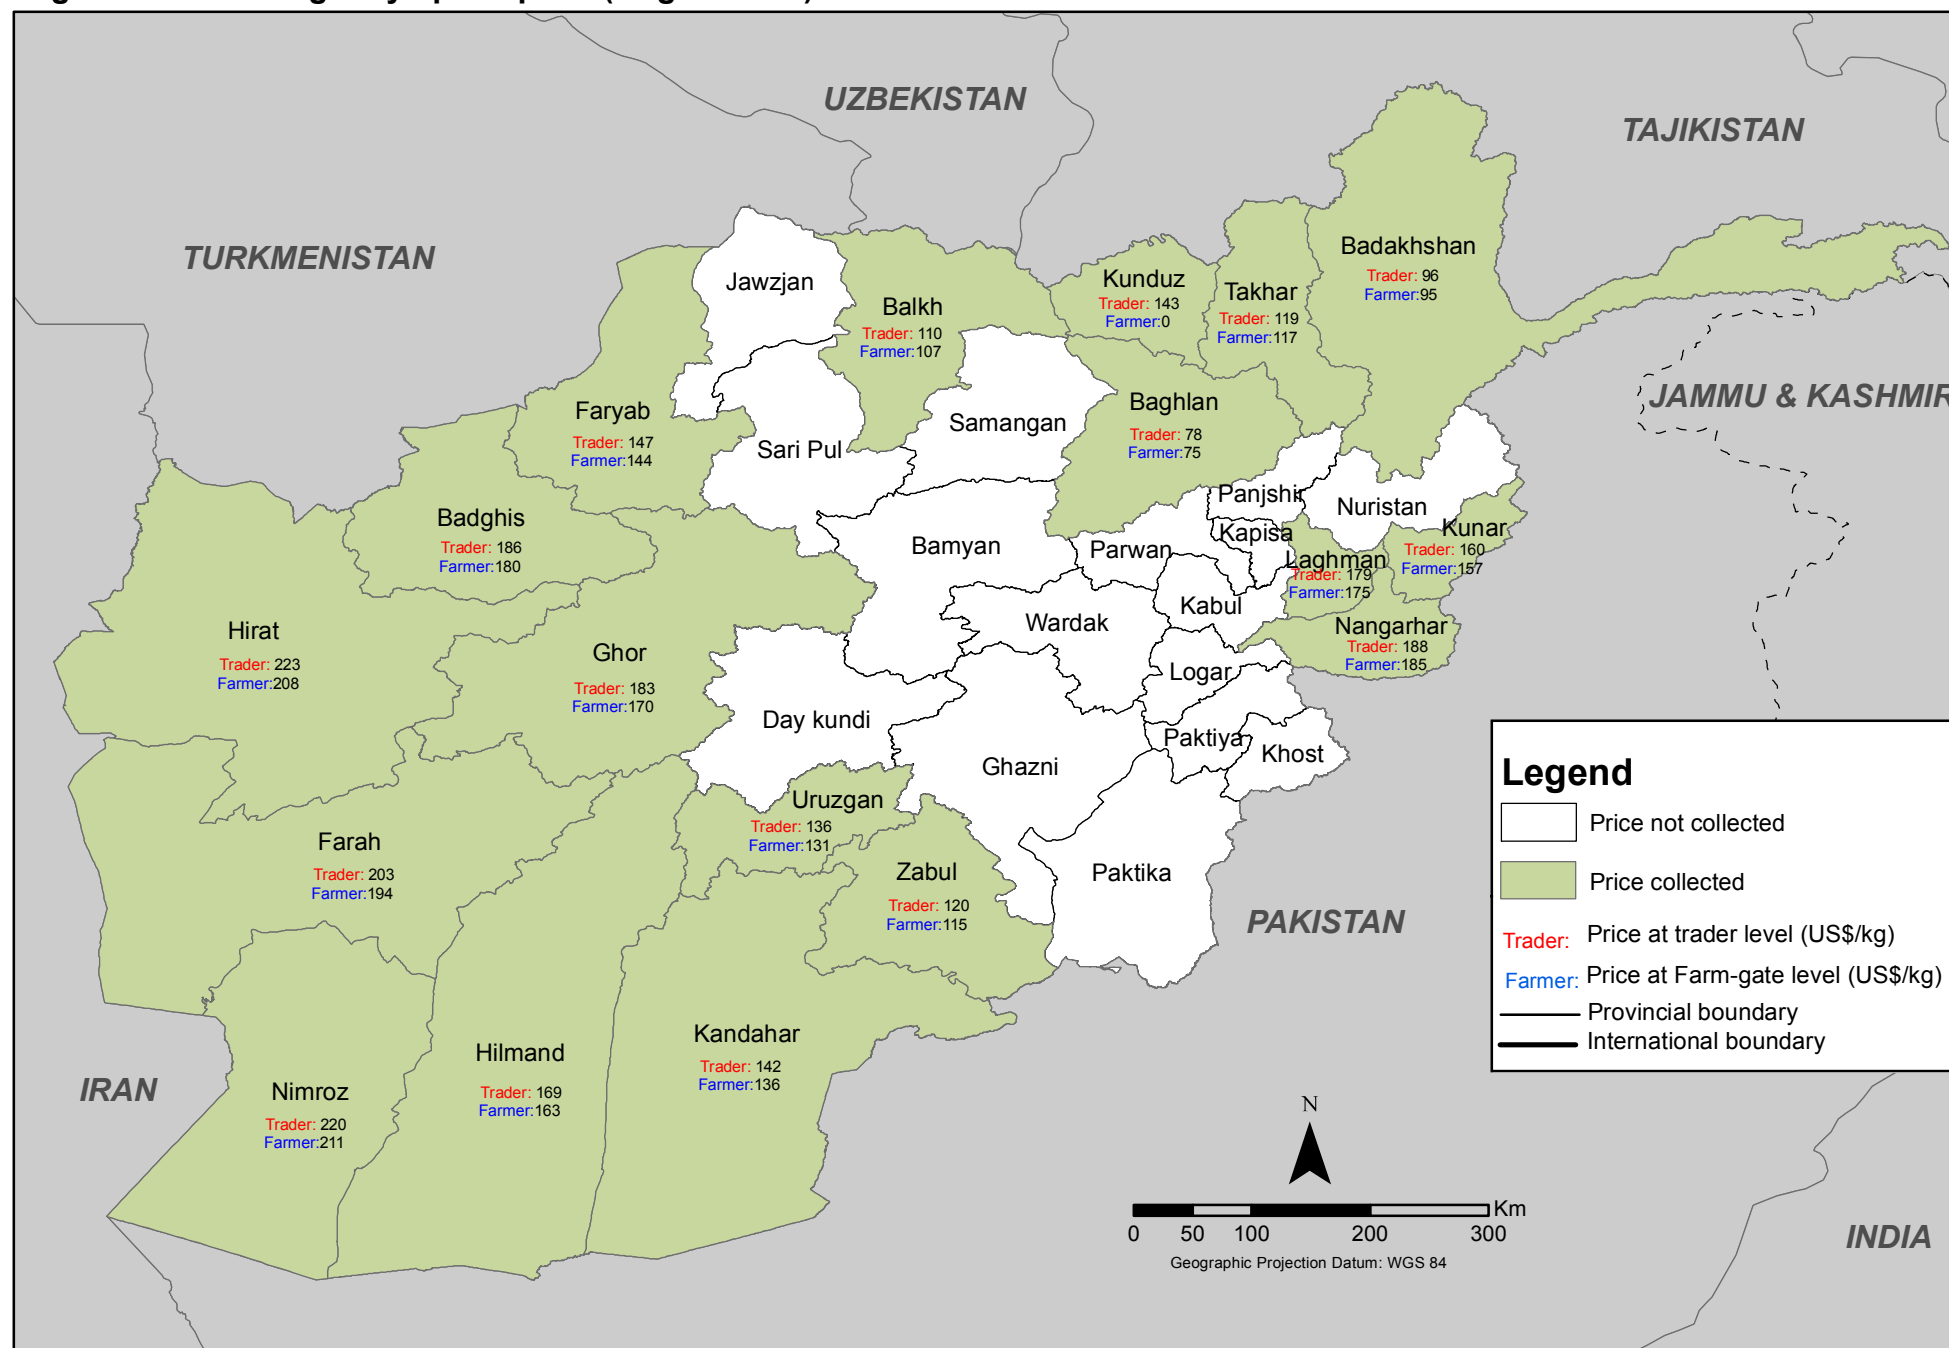 UZBEKISTAN
TAJIKISTAN
TURKMENISTAN
JAMMU & KASHMIR
PAKISTAN
IRAN
INDIA
Jawzjan
Balkh
Trader: 110
Farmer:107
Kunduz
Trader: 143
Farmer:0
Takhar
Trader: 119
Farmer:117
Badakhshan
Trader: 96
Farmer:95
Faryab
Trader: 147
Farmer:144
Sari Pul
Samangan
Baghlan
Trader: 78
Farmer:75
Badghis
Trader: 186
Farmer:180
Bamyan
Parwan
Panjshir
Kapisa
Nuristan
Kunar
Trader: 160
Farmer:157
Laghman
Trader: 179
Farmer:175
Hirat
Trader: 223
Farmer:208
Ghor
Trader: 183
Farmer:170
Wardak
Kabul
Nangarhar
Trader: 188
Farmer:185
Logar
Day kundi
Ghazni
Paktiya
Khost
Uruzgan
Trader: 136
Farmer:131
Farah
Trader: 203
Farmer:194
Zabul
Trader: 120
Farmer:115
Paktika
Kandahar
Trader: 142
Farmer:136
Hilmand
Trader: 169
Farmer:163
Nimroz
Trader: 220
Farmer:211
Legend
Price not collected
Price collected
Trader: Price at trader level (US$/kg)
Farmer: Price at Farm-gate level (US$/kg)
Provincial boundary
International boundary
N
Km
0 50 100 200 300
Geographic Projection Datum: WGS 84